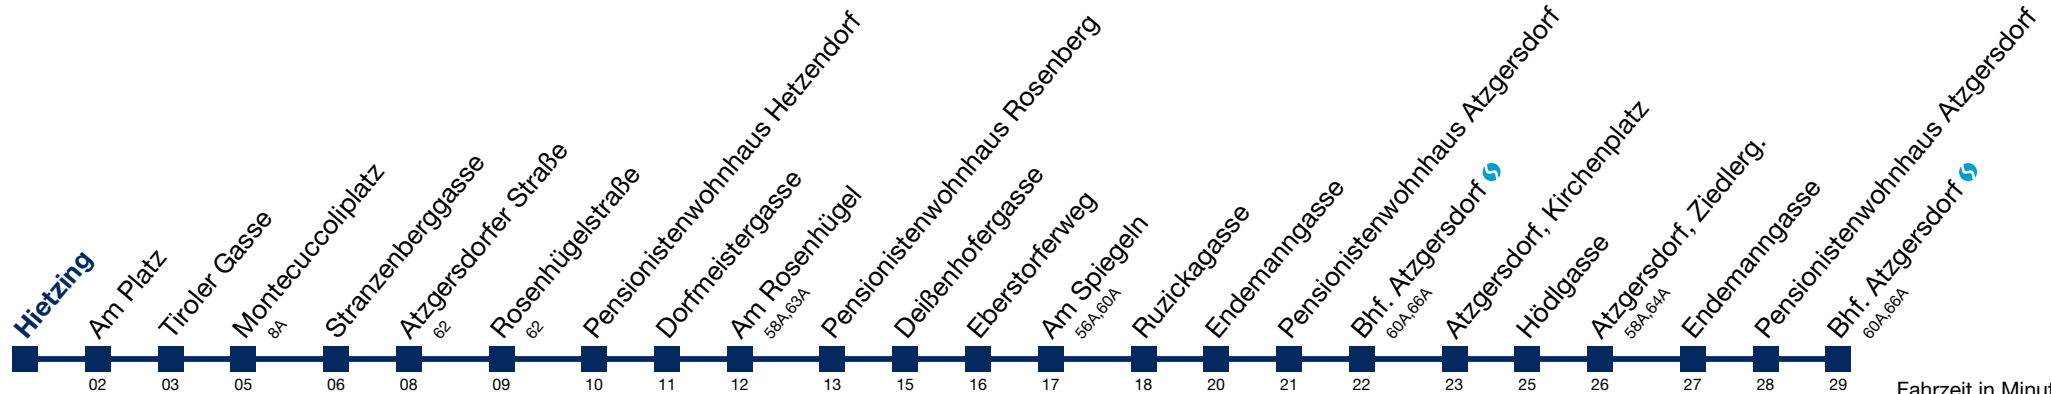 Hietzing
Am Platz
02
Tiroler Gasse
03
Montecuccoliplatz
8A
05
Stranzenberggasse
06
Atzgersdorfer Straße
62
08
Rosenhügelstraße
62
09
Pensionistenwohnhaus Hetzendorf
10
Dorfmeistergasse
11
Am Rosenhügel
58A,63A
12
Pensionistenwohnhaus Rosenberg
13
Deißenhofergasse
15
Eberstorferweg
16
Am Spiegeln
56A,60A
17
Ruzickagasse
18
Endemanngasse
20
Pensionistenwohnhaus Atzgersdorf
21
Bhf. Atzgersdorf
60A,66A
22
Atzgersdorf, Kirchenplatz
23
Hödlgasse
25
Atzgersdorf, Ziedlerg.
58A,64A
26
Endemanngasse
27
Pensionistenwohnhaus Atzgersdorf
28
Bhf. Atzgersdorf
60A,66A
29
Fahrzeit in Minut